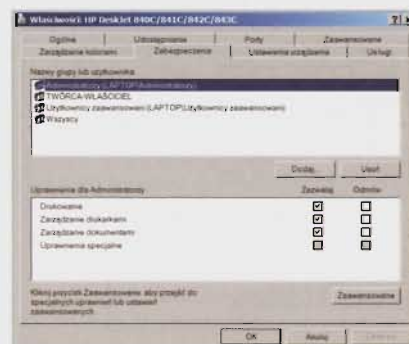 Właściwości: HP DeskJet 840C/841C/842C/843C
Ogólne Udostępnianie Porty Zaawansowane
Zarządzanie kolorami Zabezpieczenia Ustawienia urządzenia Usługi
Nazwy grupy lub użytkownika
Administratorzy (LAPTOP\Administratorzy)
TWÓRCA-WŁAŚCICIEL
Użytkownicy zaawansowani (LAPTOP\Użytkownicy zaawansowani)
Wszyscy
Dodaj... Usuń
Uprawnienia dla Administratorzy Zezwalaj Odmów
Drukowanie
Zarządzanie drukarkami
Zarządzanie dokumentami
Uprawnienia specjalne
Kliknij przycisk Zaawansowane, aby przejść do
specjalnych uprawnień lub ustawień
zaawansowanych.
Zaawansowane
OK Anuluj